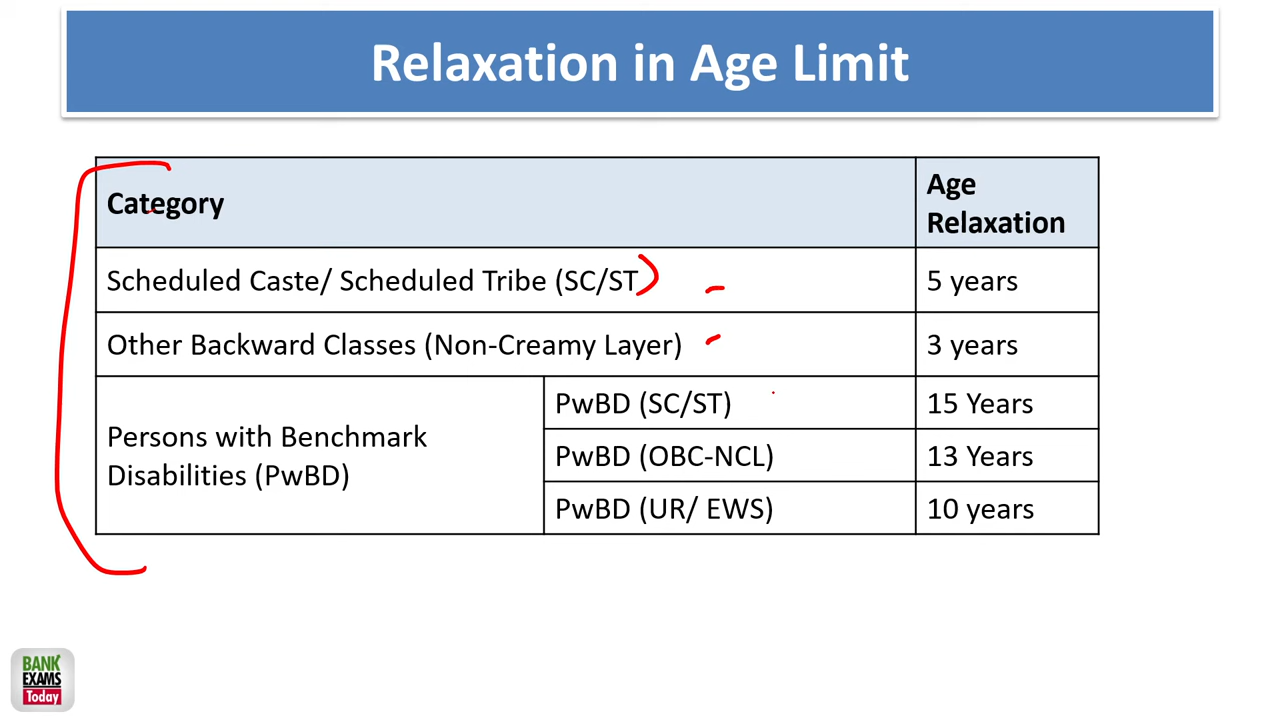 Relaxation in Age Limit
Category
Age
Relaxation
Scheduled Caste/ Scheduled Tribe (SC/ST)
5 years
Other Backward Classes (Non-Creamy Layer)
3 years
Persons with Benchmark
Disabilities (PwBD)
PwBD (SC/ST)
15 Years
PwBD (OBC-NCL)
13 Years
PwBD (UR/ EWS)
10 years
BANK
EXAMS
Today